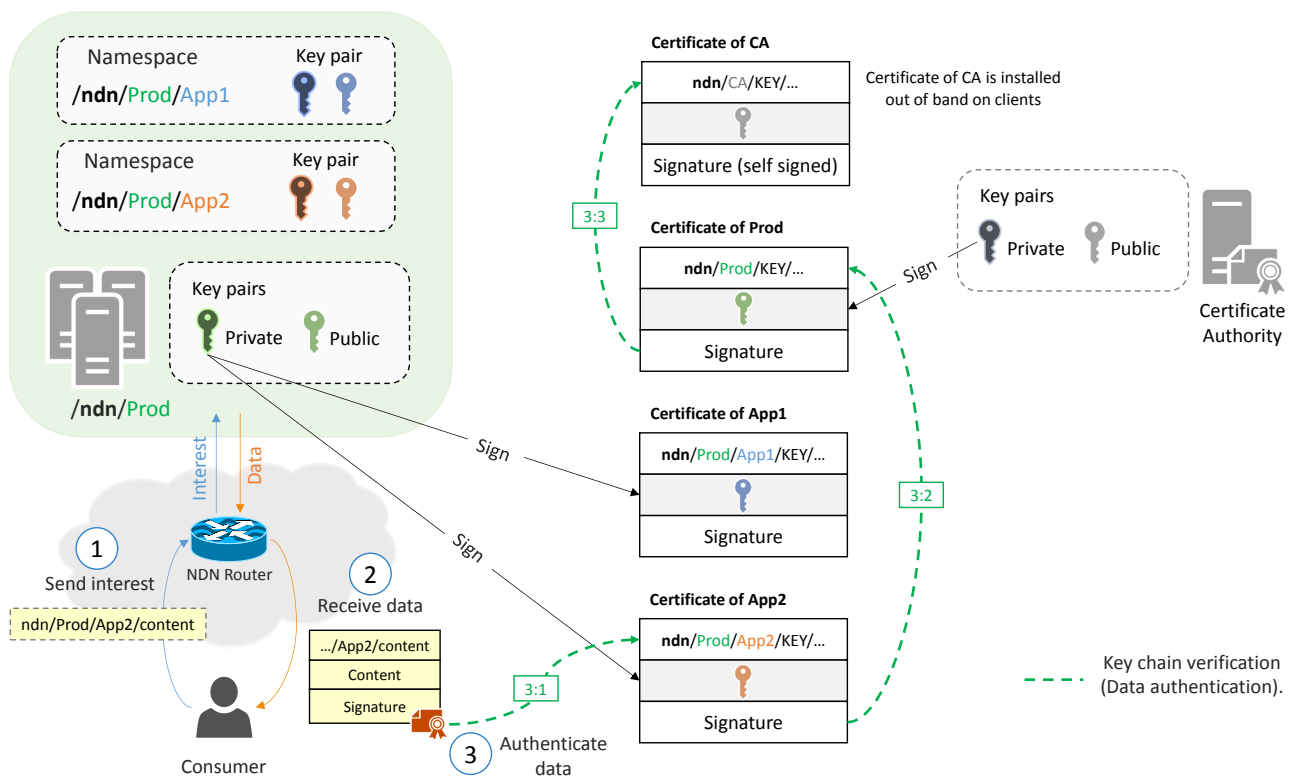 Namespace
/ndn/Prod/App1
Key pair
Namespace
/ndn/Prod/App2
Key pair
Key pairs
Private
Public
/ndn/Prod
Interest
Data
1
Send interest
ndn/Prod/App2/content
NDN Router
2
Receive data
…/App2/content
Content
Signature
Consumer
3
Authenticate
data
3:1
Sign
Sign
Certificate of CA
ndn/CA/KEY/…
Signature (self signed)
Certificate of CA is installed
out of band on clients
3:3
Certificate of Prod
ndn/Prod/KEY/…
Signature
Sign
Key pairs
Private
Public
Certificate
Authority
Certificate of App1
ndn/Prod/App1/KEY/…
Signature
3:2
Certificate of App2
ndn/Prod/App2/KEY/…
Signature
Key chain verification
(Data authentication).